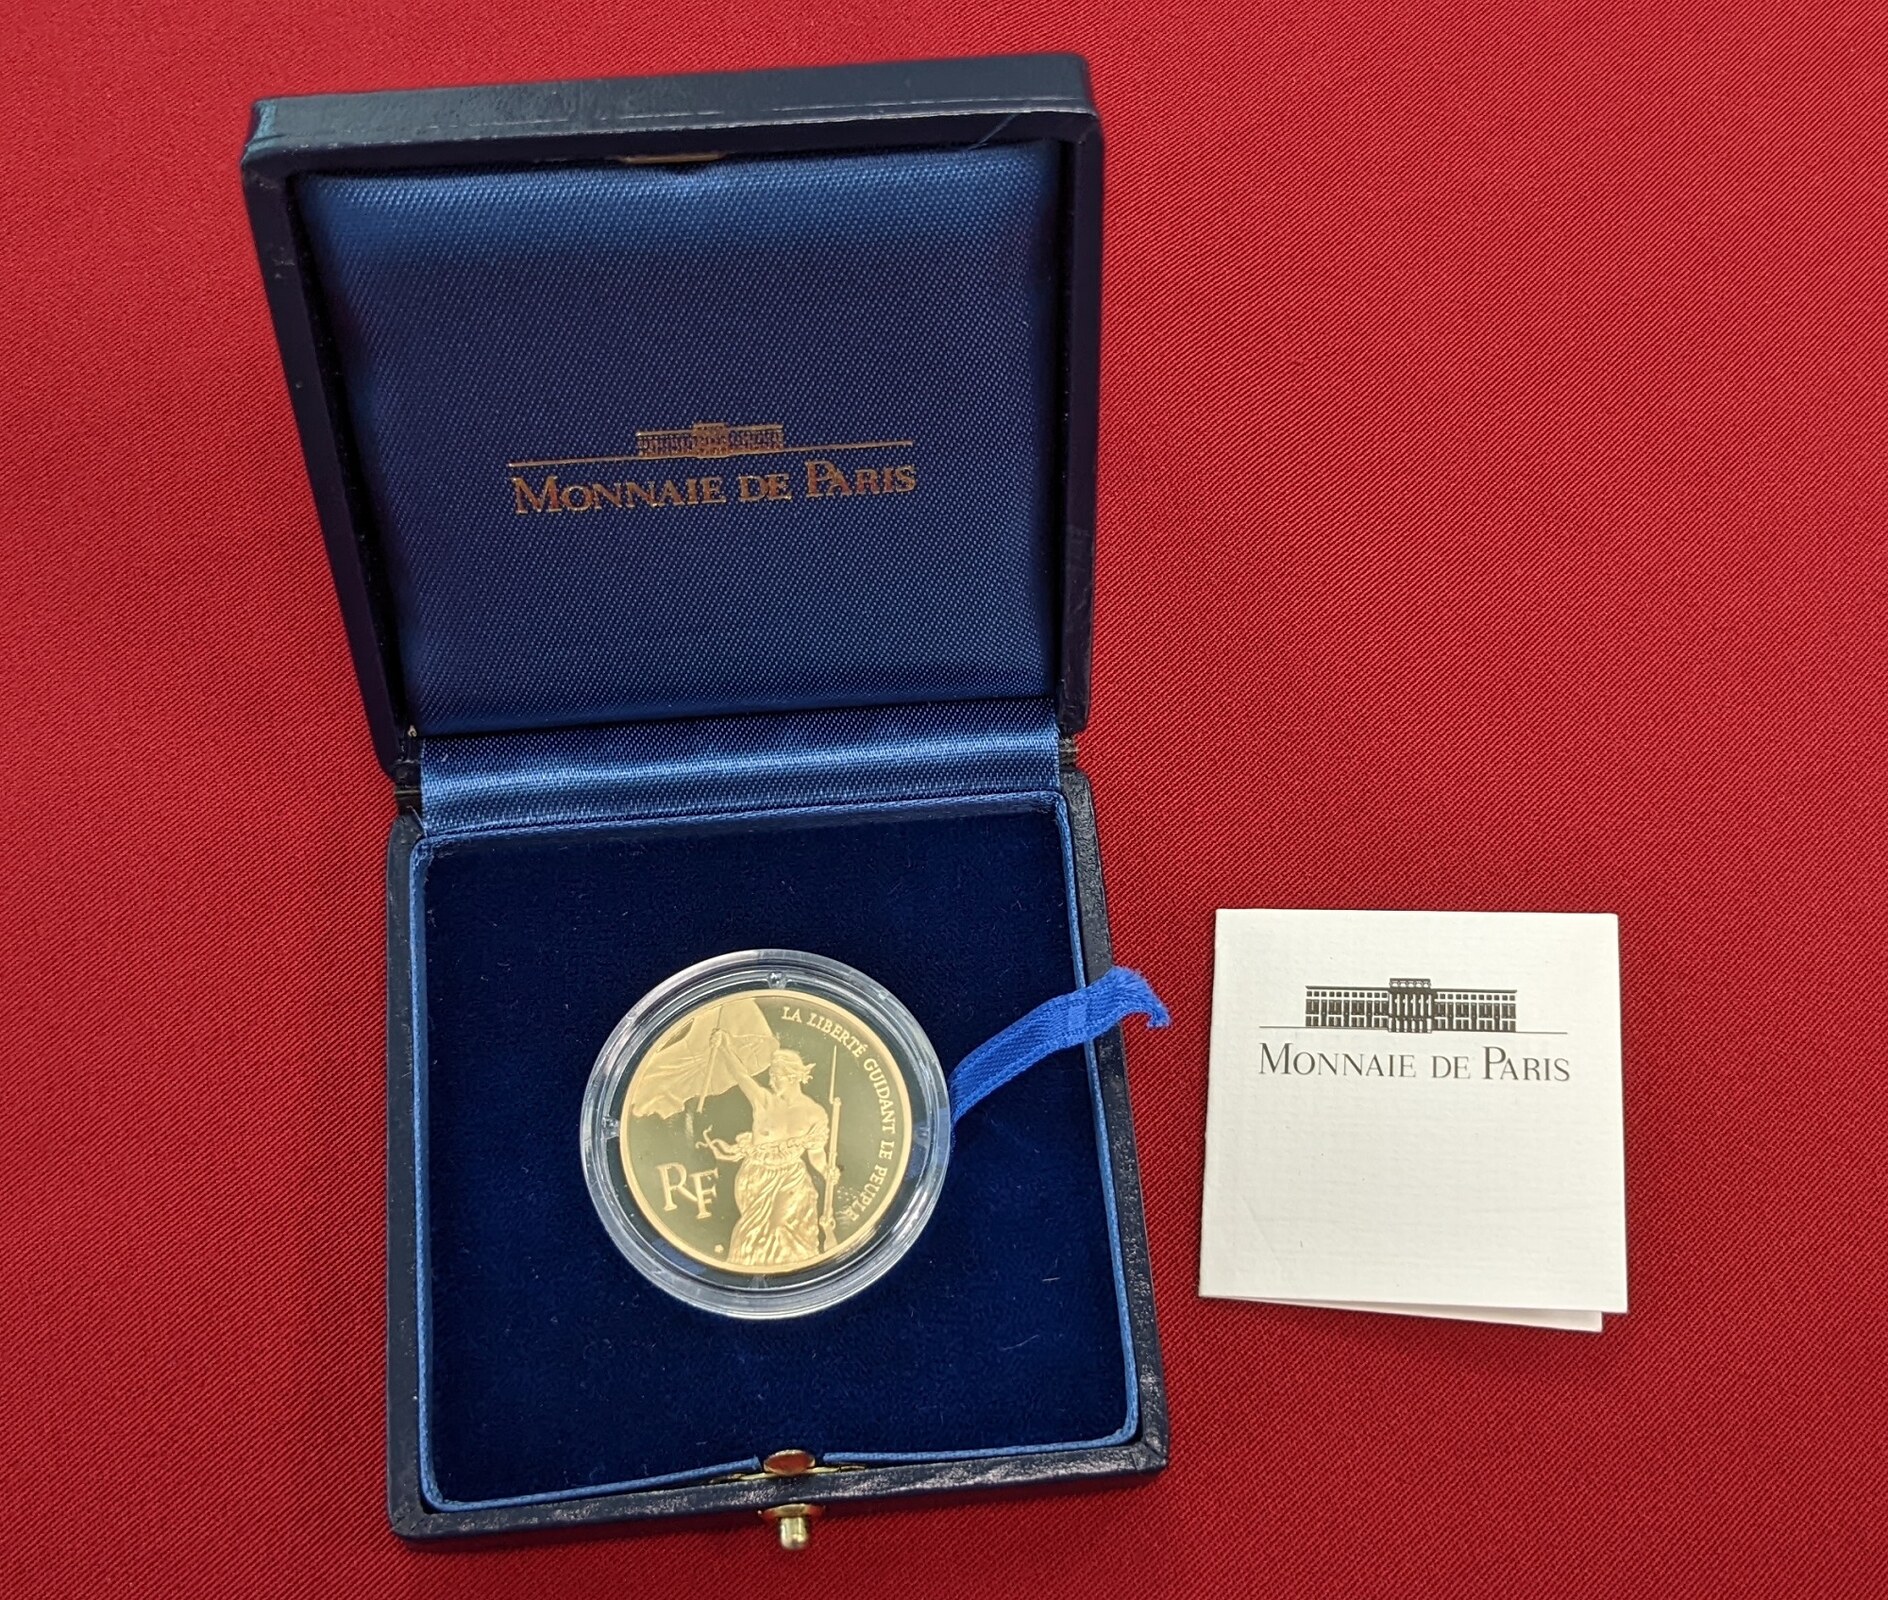 MONNAIE DE PARIS
LA LIBERTÉ GUIDANT LE PEUPLE
RF
MONNAIE DE PARIS